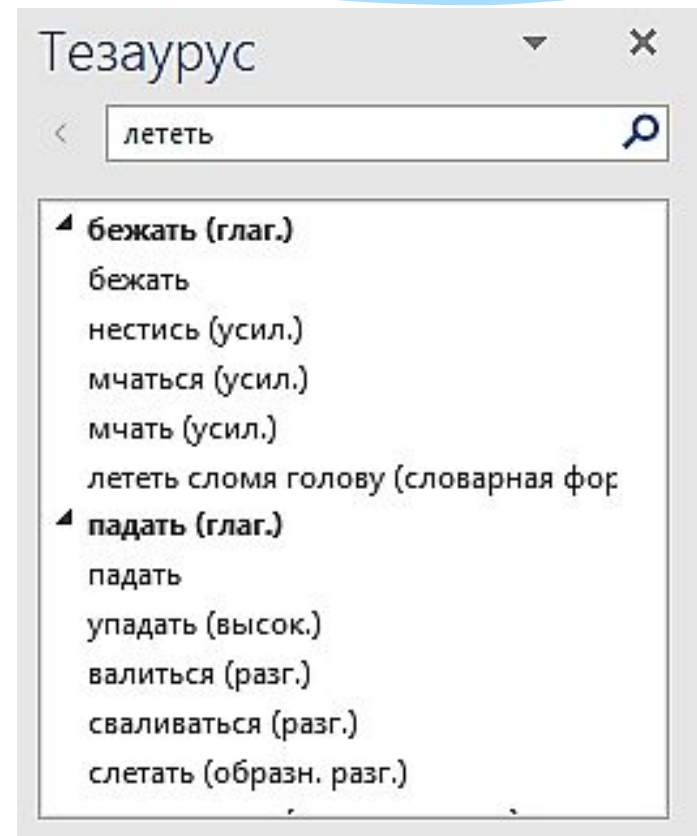 Тезаурус
лететь
бежать (глаг.)
бежать
нестись (усил.)
мчаться (усил.)
мчать (усил.)
лететь сломя голову (словарная фор
падать (глаг.)
падать
упадать (высок.)
валиться (разг.)
сваливаться (разг.)
слетать (образн. разг.)